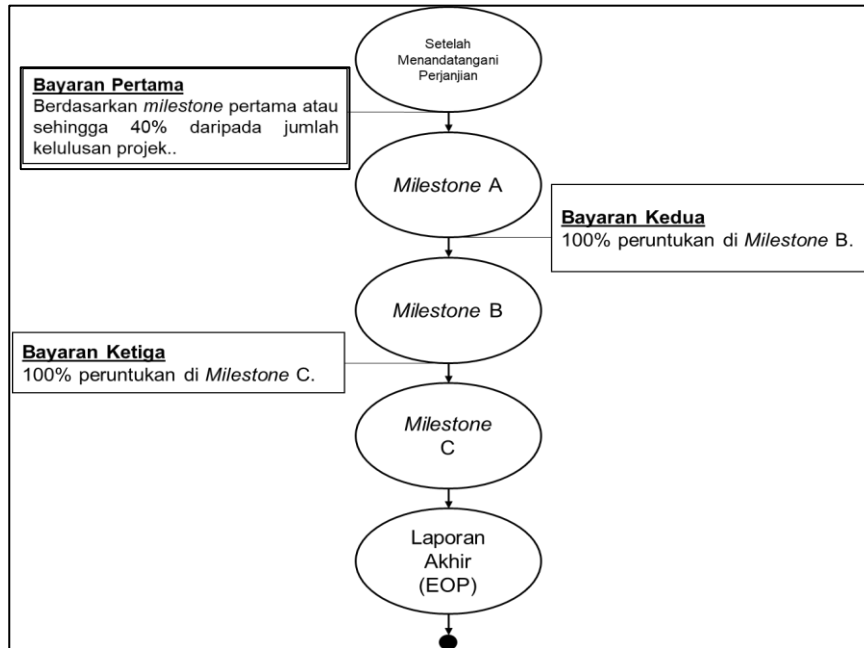 Setelah
Menandatangani
Perjanjian
Bayaran Pertama
Berdasarkan milestone pertama atau
sehingga 40% daripada jumlah
kelulusan projek..
Milestone A
Bayaran Kedua
100% peruntukan di Milestone B.
Milestone B
Bayaran Ketiga
100% peruntukan di Milestone C.
Milestone
C
Laporan
Akhir
(EOP)